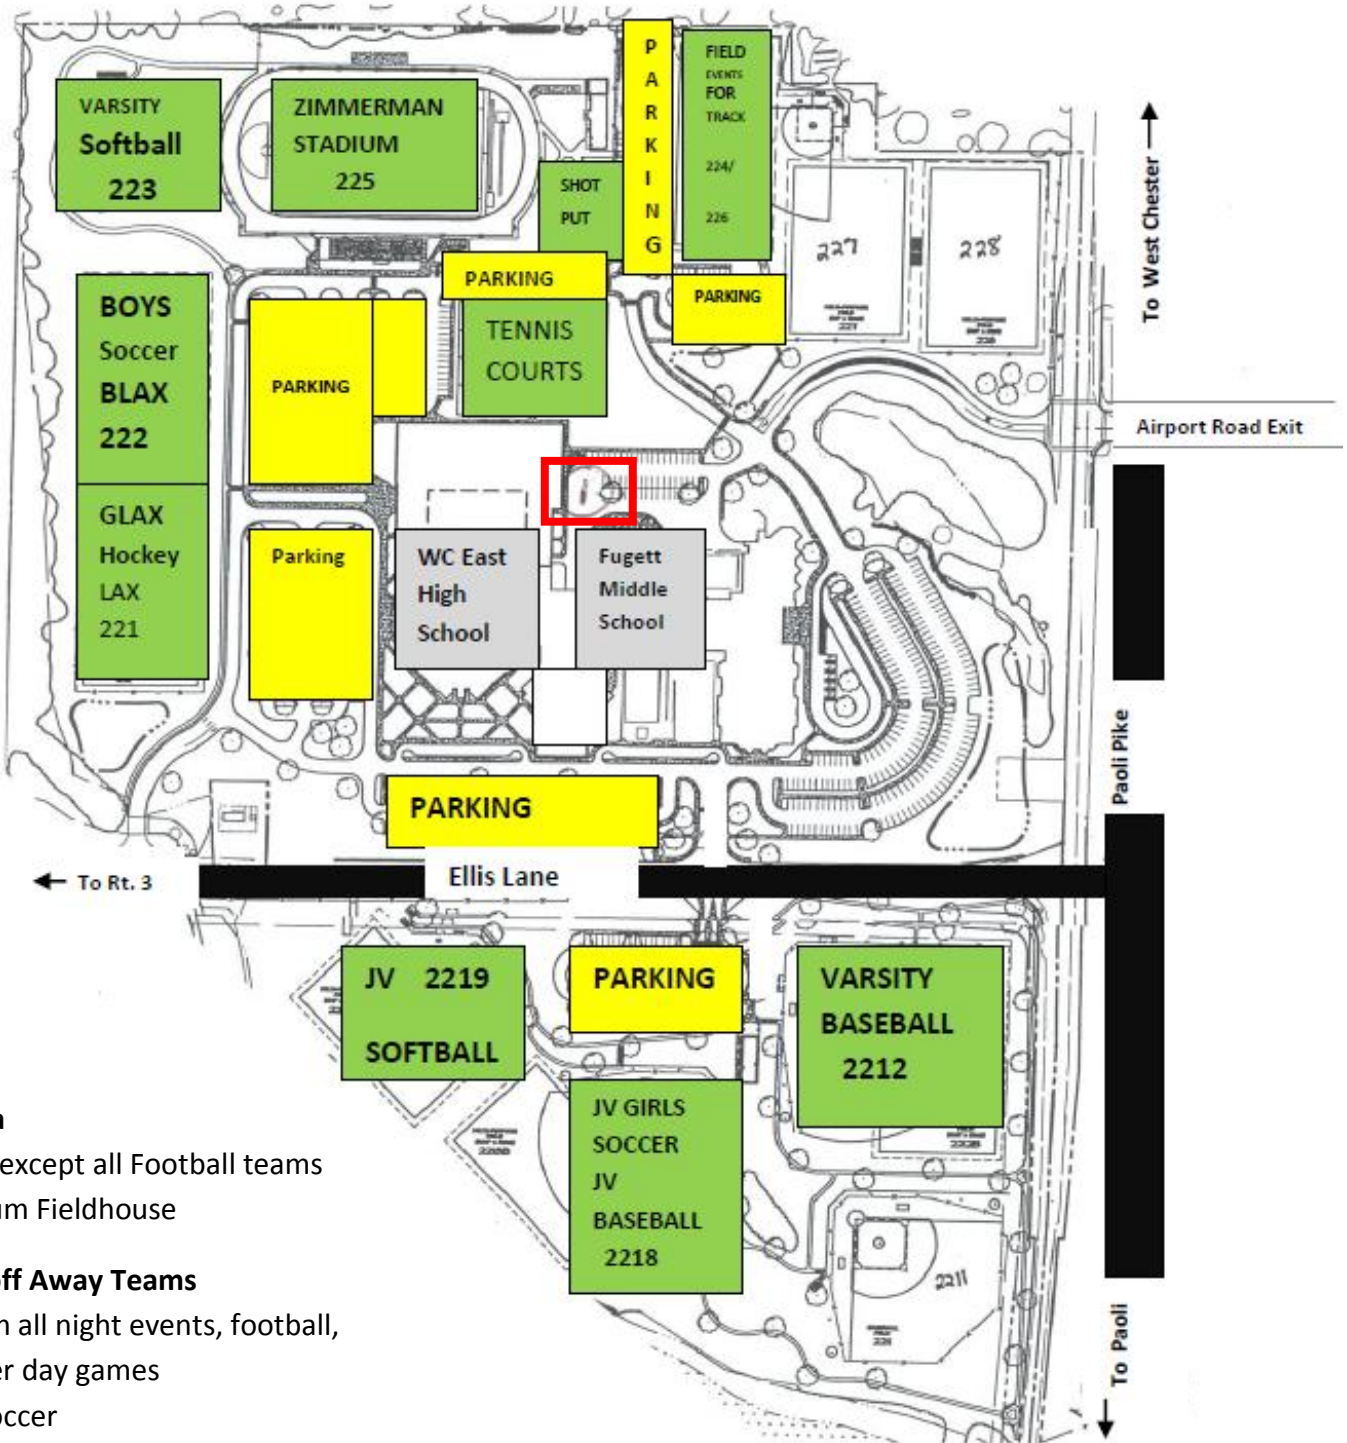 VARSITY
Softball
223
ZIMMERMAN
STADIUM
225
SHOT
PUT
PARKING
FIELD
EVENTS
FOR
TRACK
224/
226
227
228
To West Chester
PARKING
PARKING
TENNIS
COURTS
BOYS
Soccer
BLAX
222
PARKING
Airport Road Exit
GLAX
Hockey
LAX
221
Parking
WC East
High
School
Fugett
Middle
School
Paoli Pike
PARKING
To Rt. 3
Ellis Lane
JV 2219
SOFTBALL
PARKING
VARSITY
BASEBALL
2212
JV GIRLS
SOCCER
JV
BASEBALL
2218
2211
To Paoli
except all Football teams
um Fieldhouse
off Away Teams
n all night events, football,
er day games
occer